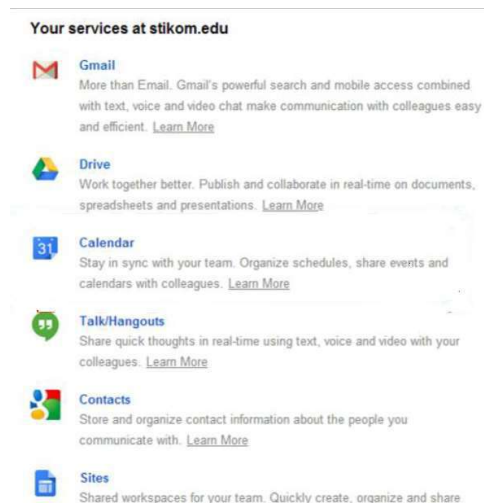 Your services at stikom.edu
Gmail
More than Email. Gmail's powerful search and mobile access combined
with text, voice and video chat make communication with colleagues easy
and efficient. Learn More
Drive
Work together better. Publish and collaborate in real-time on documents,
spreadsheets and presentations. Learn More
31
Calendar
Stay in sync with your team. Organize schedules, share events and
calendars with colleagues. Learn More
Talk/Hangouts
Share quick thoughts in real-time using text, voice and video with your
colleagues. Learn More
Contacts
Store and organize contact information about the people you
communicate with. Learn More
Sites
Shared workspaces for your team. Quickly create, organize and share